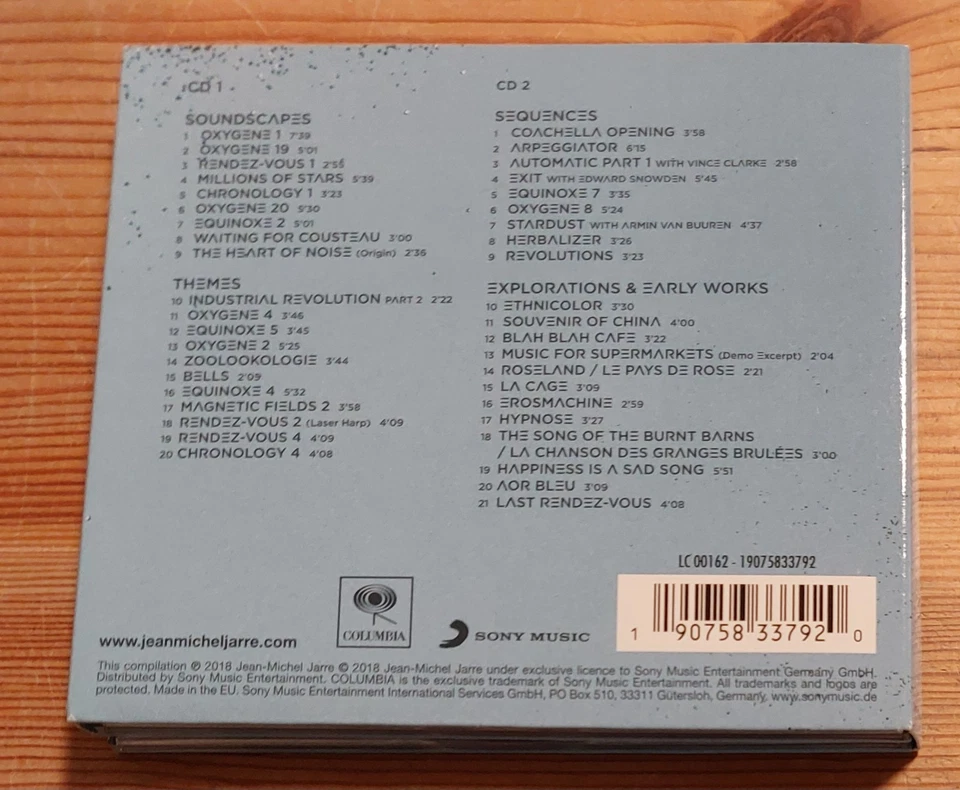 CD 1
SOUNDSCAPES
1 OXYGENE 1 7'39
2 OXYGENE 19 5'01
3 RENDEZ-VOUS 1 2'55
4 MILLIONS OF STARS 5'39
5 CHRONOLOGY 1 3'23
6 OXYGENE 20 5'30
7 EQUINOXE 2 5'01
8 WAITING FOR COUSTEAU 3'00
9 THE HEART OF NOISE (Origin) 2'36
THEMES
10 INDUSTRIAL REVOLUTION PART 2 2'22
11 OXYGENE 4 3'46
12 EQUINOXE 5 3'45
13 OXYGENE 2 5'25
14 ZOOLOOKOLOGIE 3'44
15 BELLS 2'09
16 EQUINOXE 4 5'32
17 MAGNETIC FIELDS 2 3'58
18 RENDEZ-VOUS 2 (Laser Harp) 4'09
19 RENDEZ-VOUS 4 4'09
20 CHRONOLOGY 4 4'08
CD 2
SEQUENCES
1 COACHELLA OPENING 3'58
2 ARPEGGIATOR 6'15
3 AUTOMATIC PART 1 WITH VINCE CLARKE 2'58
4 EXIT WITH EDWARD SNOWDEN 5'45
5 EQUINOXE 7 3'35
6 OXYGENE 8 5'24
7 STARDUST WITH ARMIN VAN BUUREN 4'37
8 HERBALIZER 3'26
9 REVOLUTIONS 3'23
EXPLORATIONS & EARLY WORKS
10 ETHNICOLOR 3'30
11 SOUVENIR OF CHINA 4'00
12 BLAH BLAH CAFE 3'22
13 MUSIC FOR SUPERMARKETS (Demo Excerpt) 2'04
14 ROSELAND / LE PAYS DE ROSE 2'21
15 LA CAGE 3'09
16 EROSMACHINE 2'59
17 HYPNOSE 3'27
18 THE SONG OF THE BURNT BARNS
/ LA CHANSON DES GRANGES BRULÉES 3'00
19 HAPPINESS IS A SAD SONG 5'51
20 AOR BLEU 3'09
21 LAST RENDEZ-VOUS 4'08
LC 00162 - 19075833792
1 90758 33792 0
www.jeanmicheljarre.com
COLUMBIA
SONY MUSIC
This compilation ℗ 2018 Jean-Michel Jarre © 2018 Jean-Michel Jarre under exclusive licence to Sony Music Entertainment Germany GmbH.
Distributed by Sony Music Entertainment. COLUMBIA is the exclusive trademark of Sony Music Entertainment. All trademarks and logos are
protected. Made in the EU. Sony Music Entertainment International Services GmbH, PO Box 510, 33311 Gütersloh, Germany, www.sonymusic.de